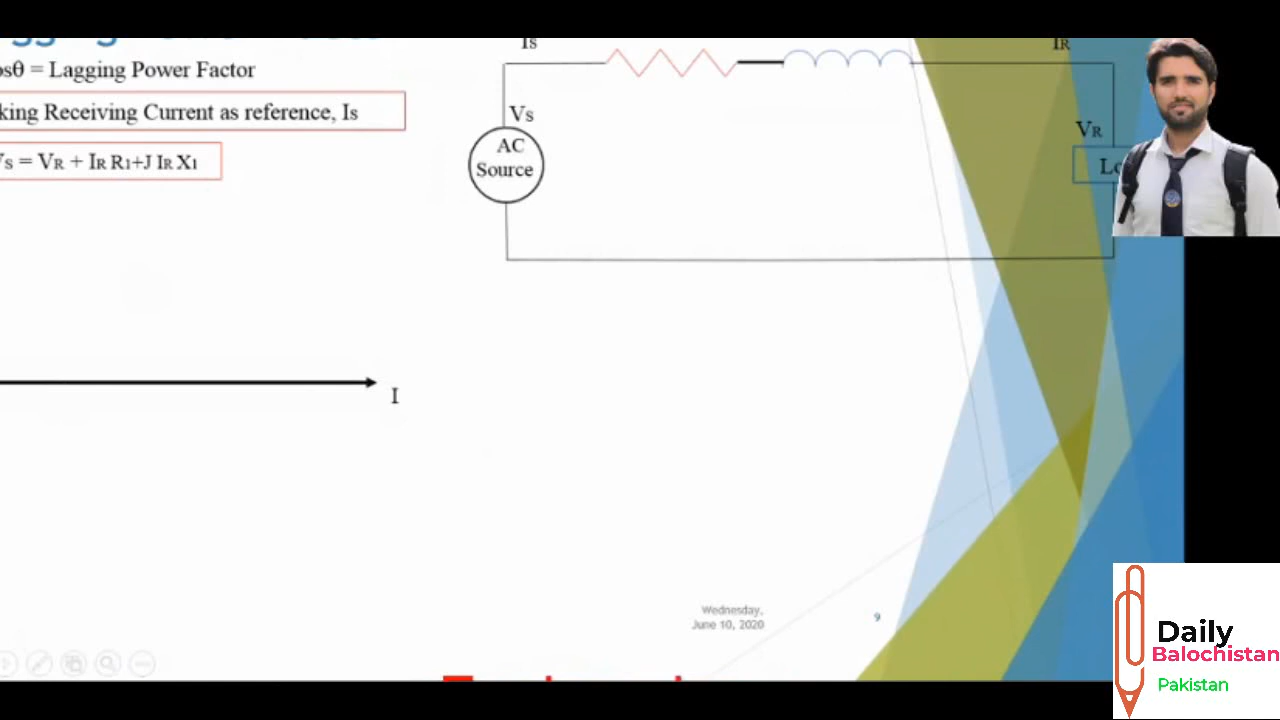 osθ = Lagging Power Factor
king Receiving Current as reference, Is
Vs = VR + IR R1+J IR X1
Is
IR
Vs
AC
Source
VR
Lo
I
Wednesday,
June 10, 2020
9
Daily
Balochistan
Pakistan